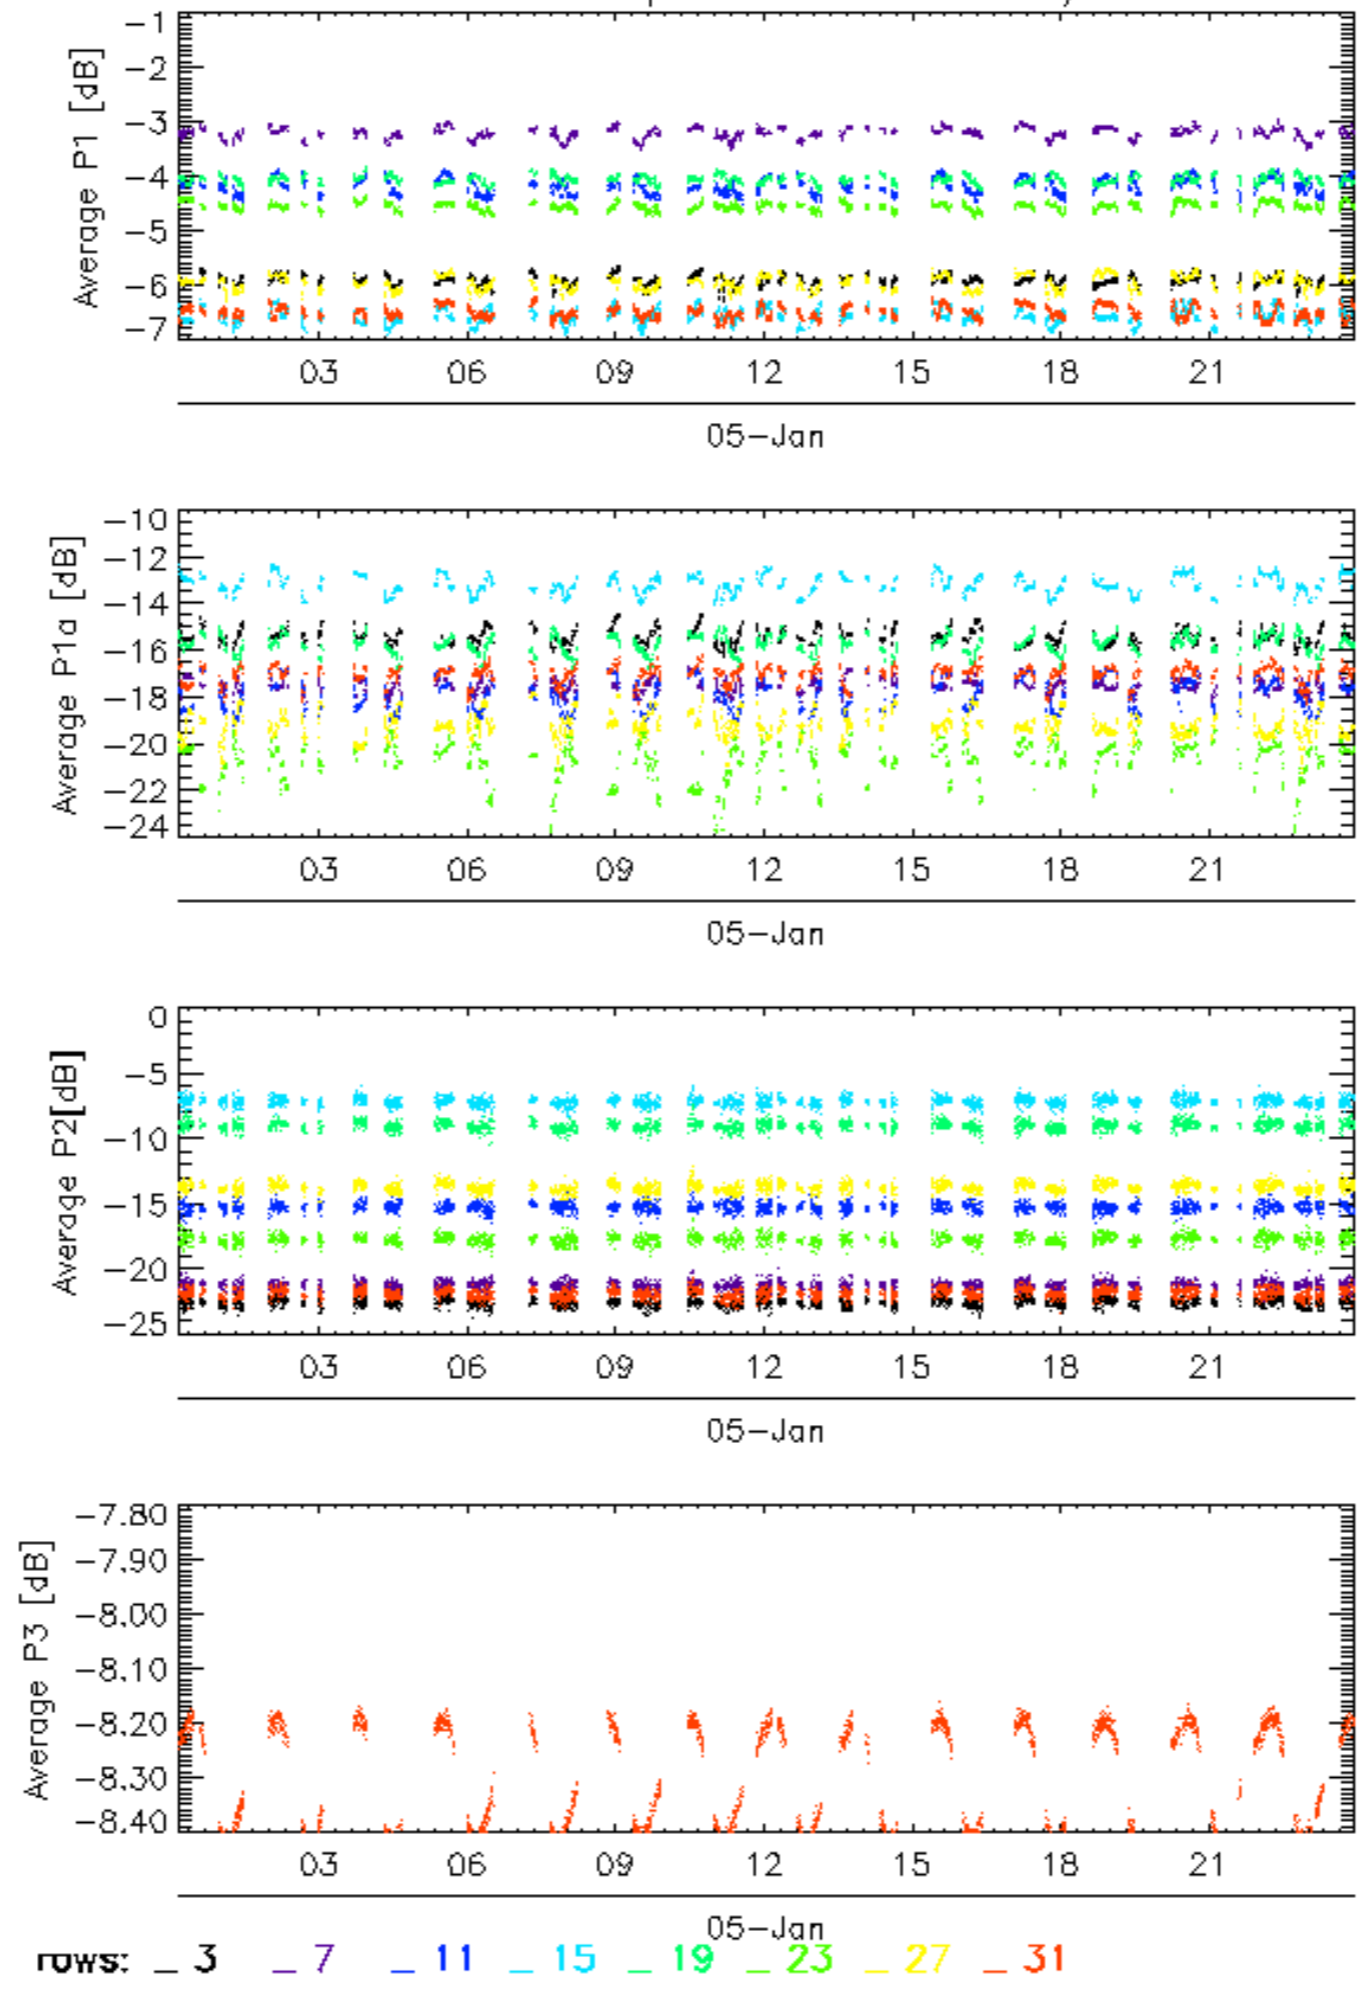 Average P1 [dB]
-1
-2
-3
-4
-5
-6
-7
03 06 09 12 15 18 21
05-Jan
Average P1a [dB]
-10
-12
-14
-16
-18
-20
-22
-24
03 06 09 12 15 18 21
05-Jan
Average P2[dB]
0
-5
-10
-15
-20
-25
03 06 09 12 15 18 21
05-Jan
Average P3 [dB]
-7.80
-7.90
-8.00
-8.10
-8.20
-8.30
-8.40
03 06 09 12 15 18 21
05-Jan
rows: _ 3 _ 7 _ 11 _ 15 _ 19 _ 23 _ 27 _ 31